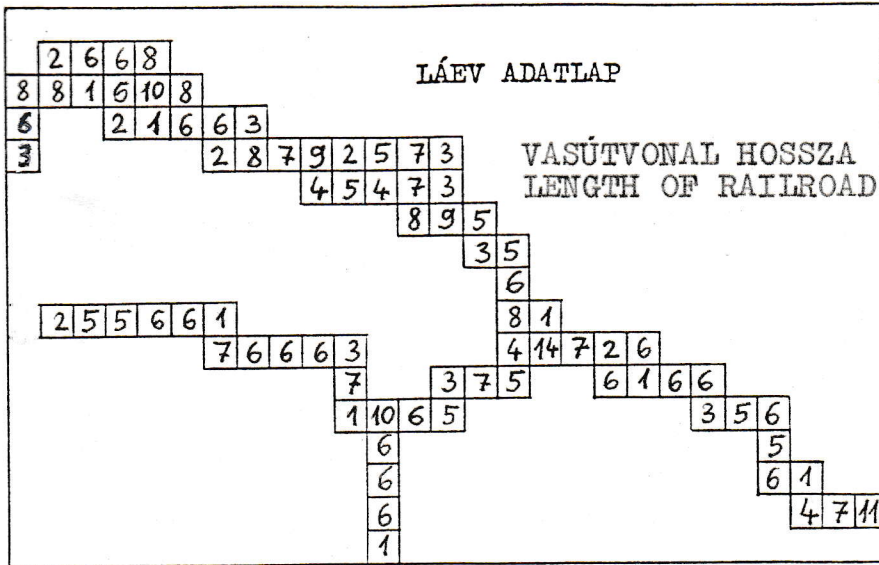 2 6 6 8
LÁEV ADATLAP
8 8 1 6 10 8
6 2 1 6 6 3
3 2 8 7 9 2 5 7 3
VASÚTVONAL HOSSZA
4 5 4 7 3
LENGTH OF RAILROAD
8 9 5
3 5
6
2 5 5 6 6 1 8 1
7 6 6 6 3 4 14 7 2 6
7 3 7 5 6 1 6 6
1 10 6 5 3 5 6
6 5
6 6 1
6 4 7 11
1